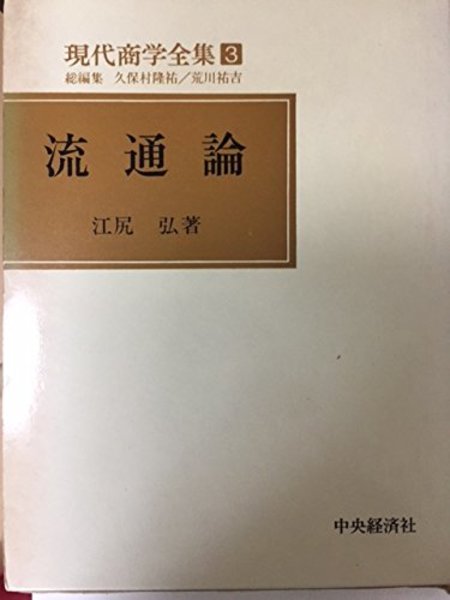 現代商学全集 3
総編集 久保村隆祐／荒川祐吉
流通論
江尻 弘著
中央経済社